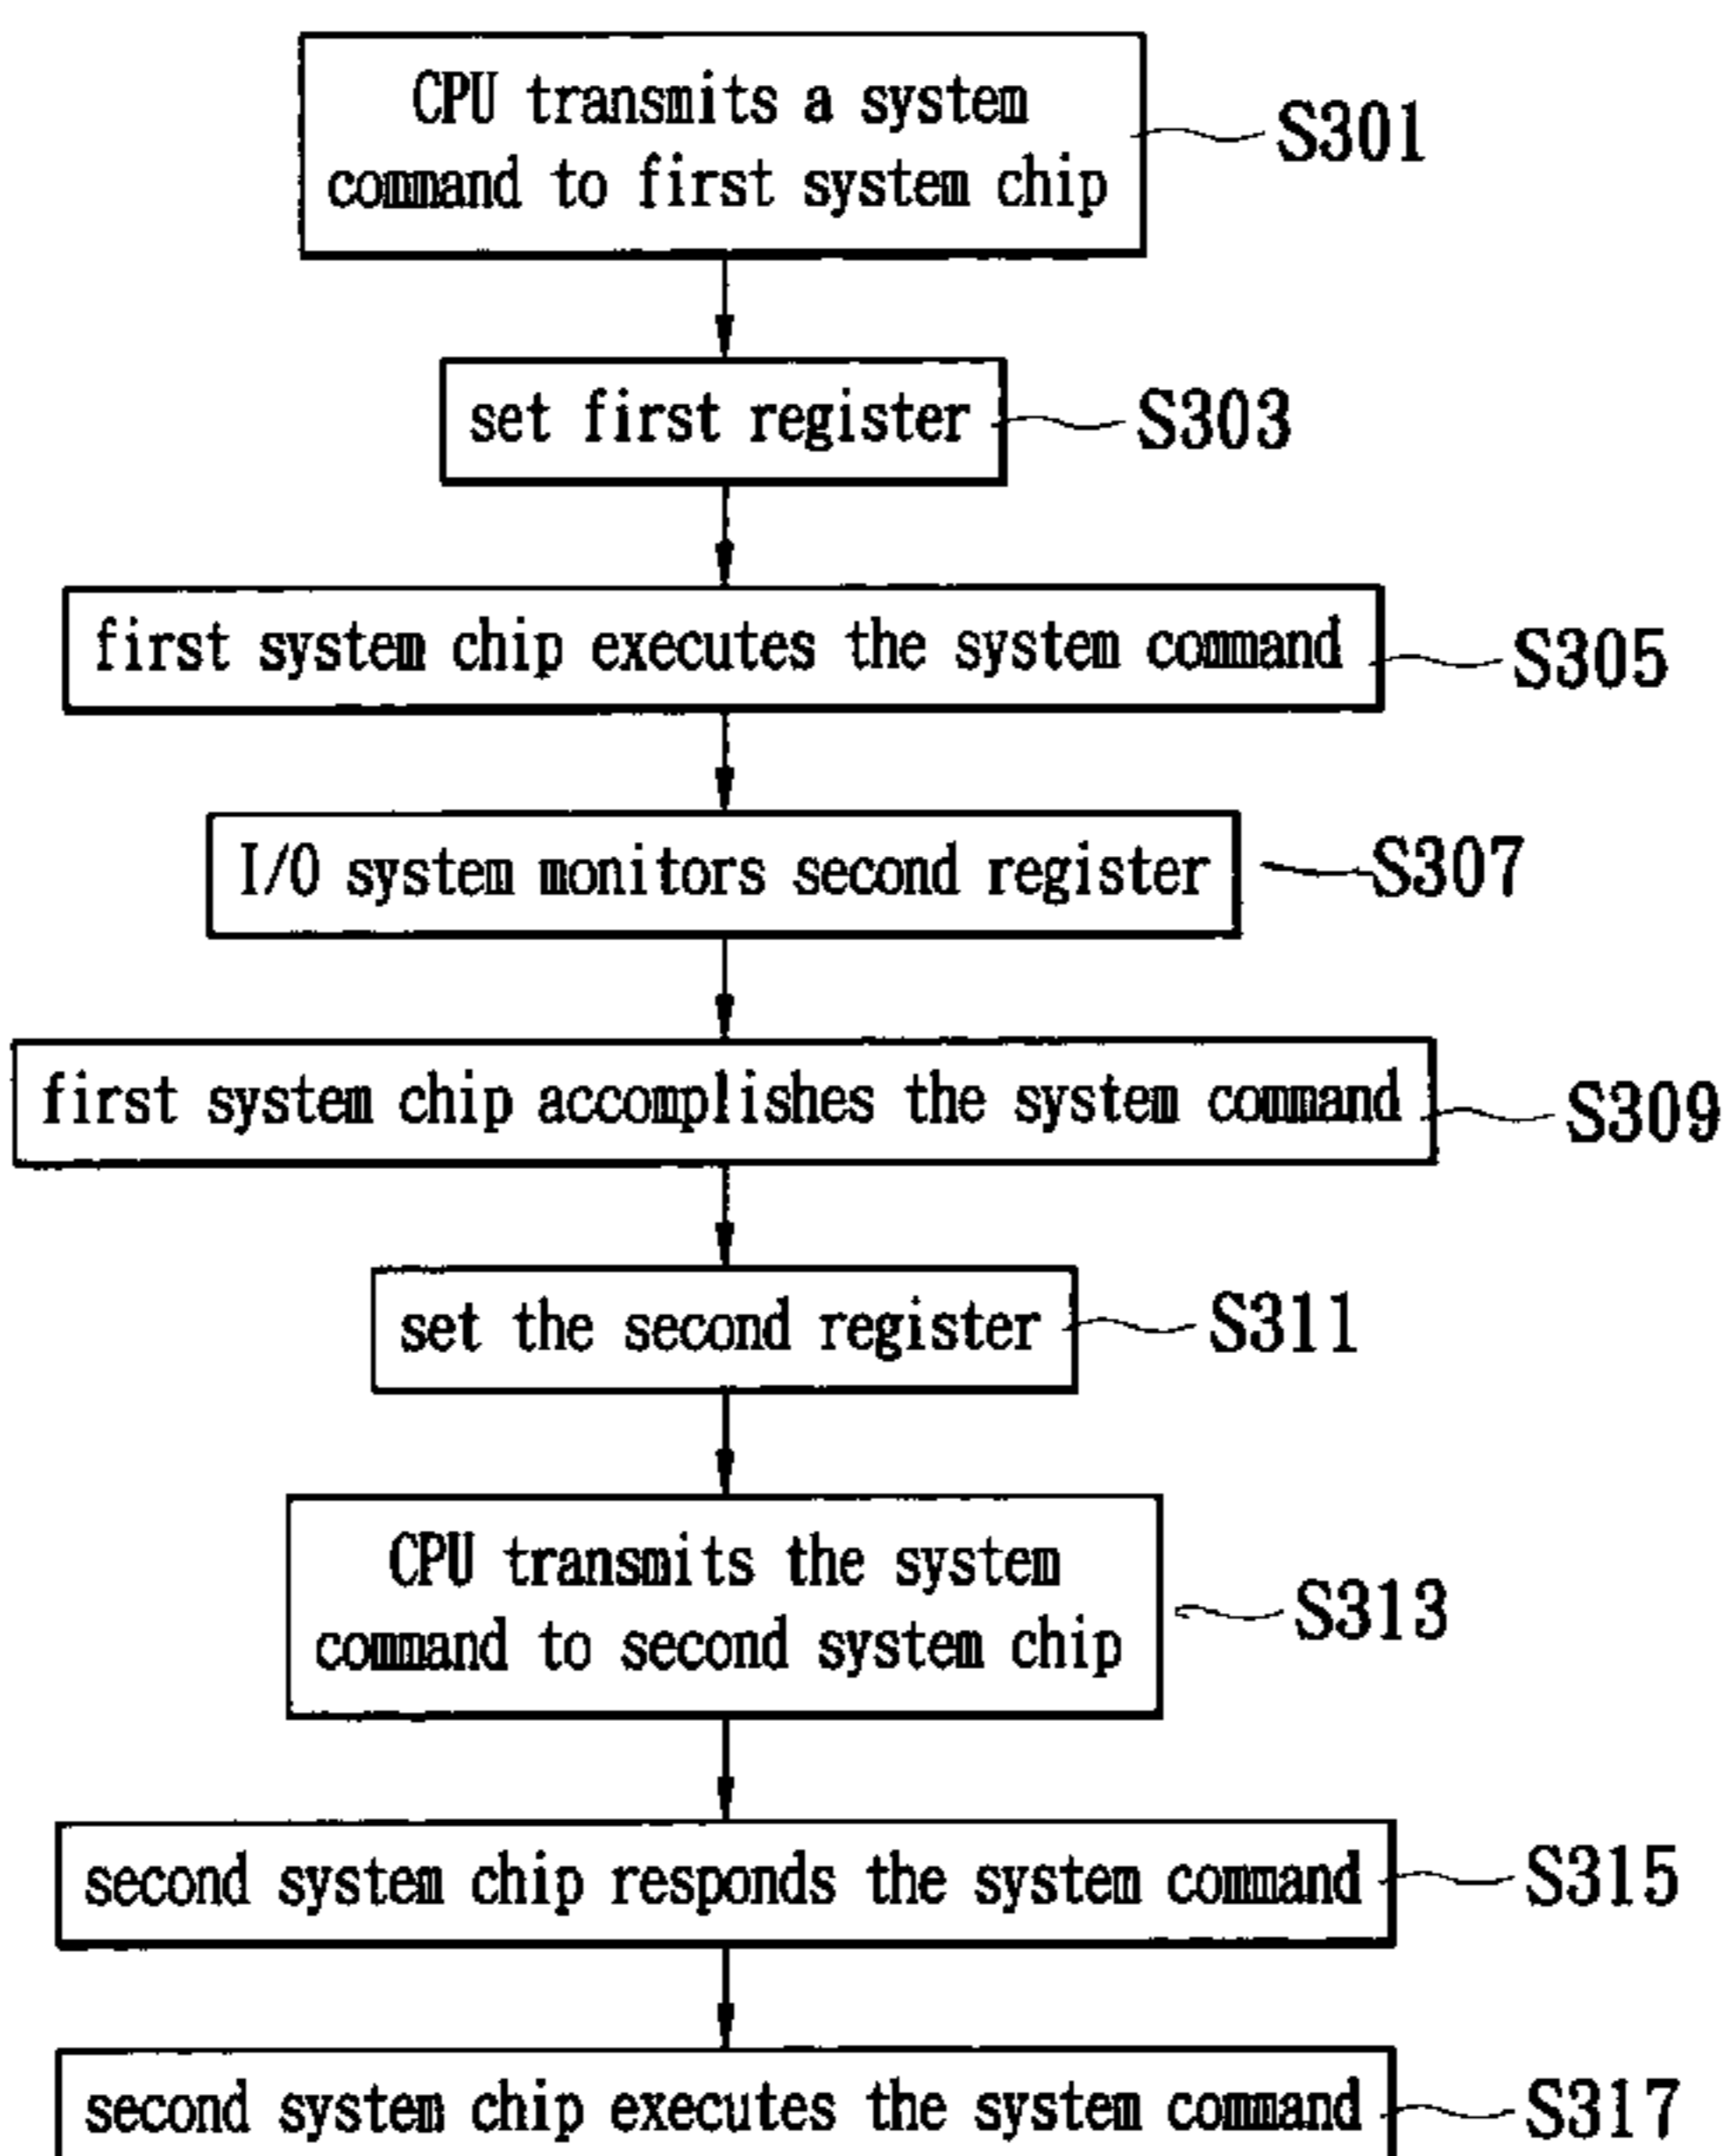 CPU transmits a system
command to first system chip
S301
set first register
S303
first system chip executes the system command
S305
I/O system monitors second register
S307
first system chip accomplishes the system command
S309
set the second register
S311
CPU transmits the system
command to second system chip
S313
second system chip responds the system command
S315
second system chip executes the system command
S317